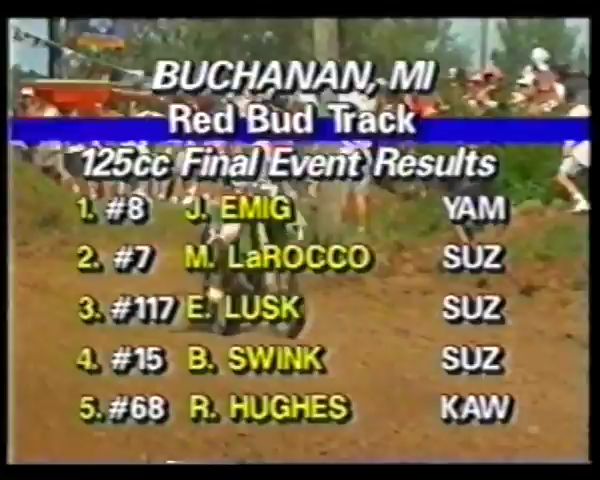 BUCHANAN, MI
Red Bud Track
125cc Final Event Results
1. #8 J. EMIG YAM
2. #7 M. LaROCCO SUZ
3. #117 E. LUSK SUZ
4. #15 B. SWINK SUZ
5. #68 R. HUGHES KAW